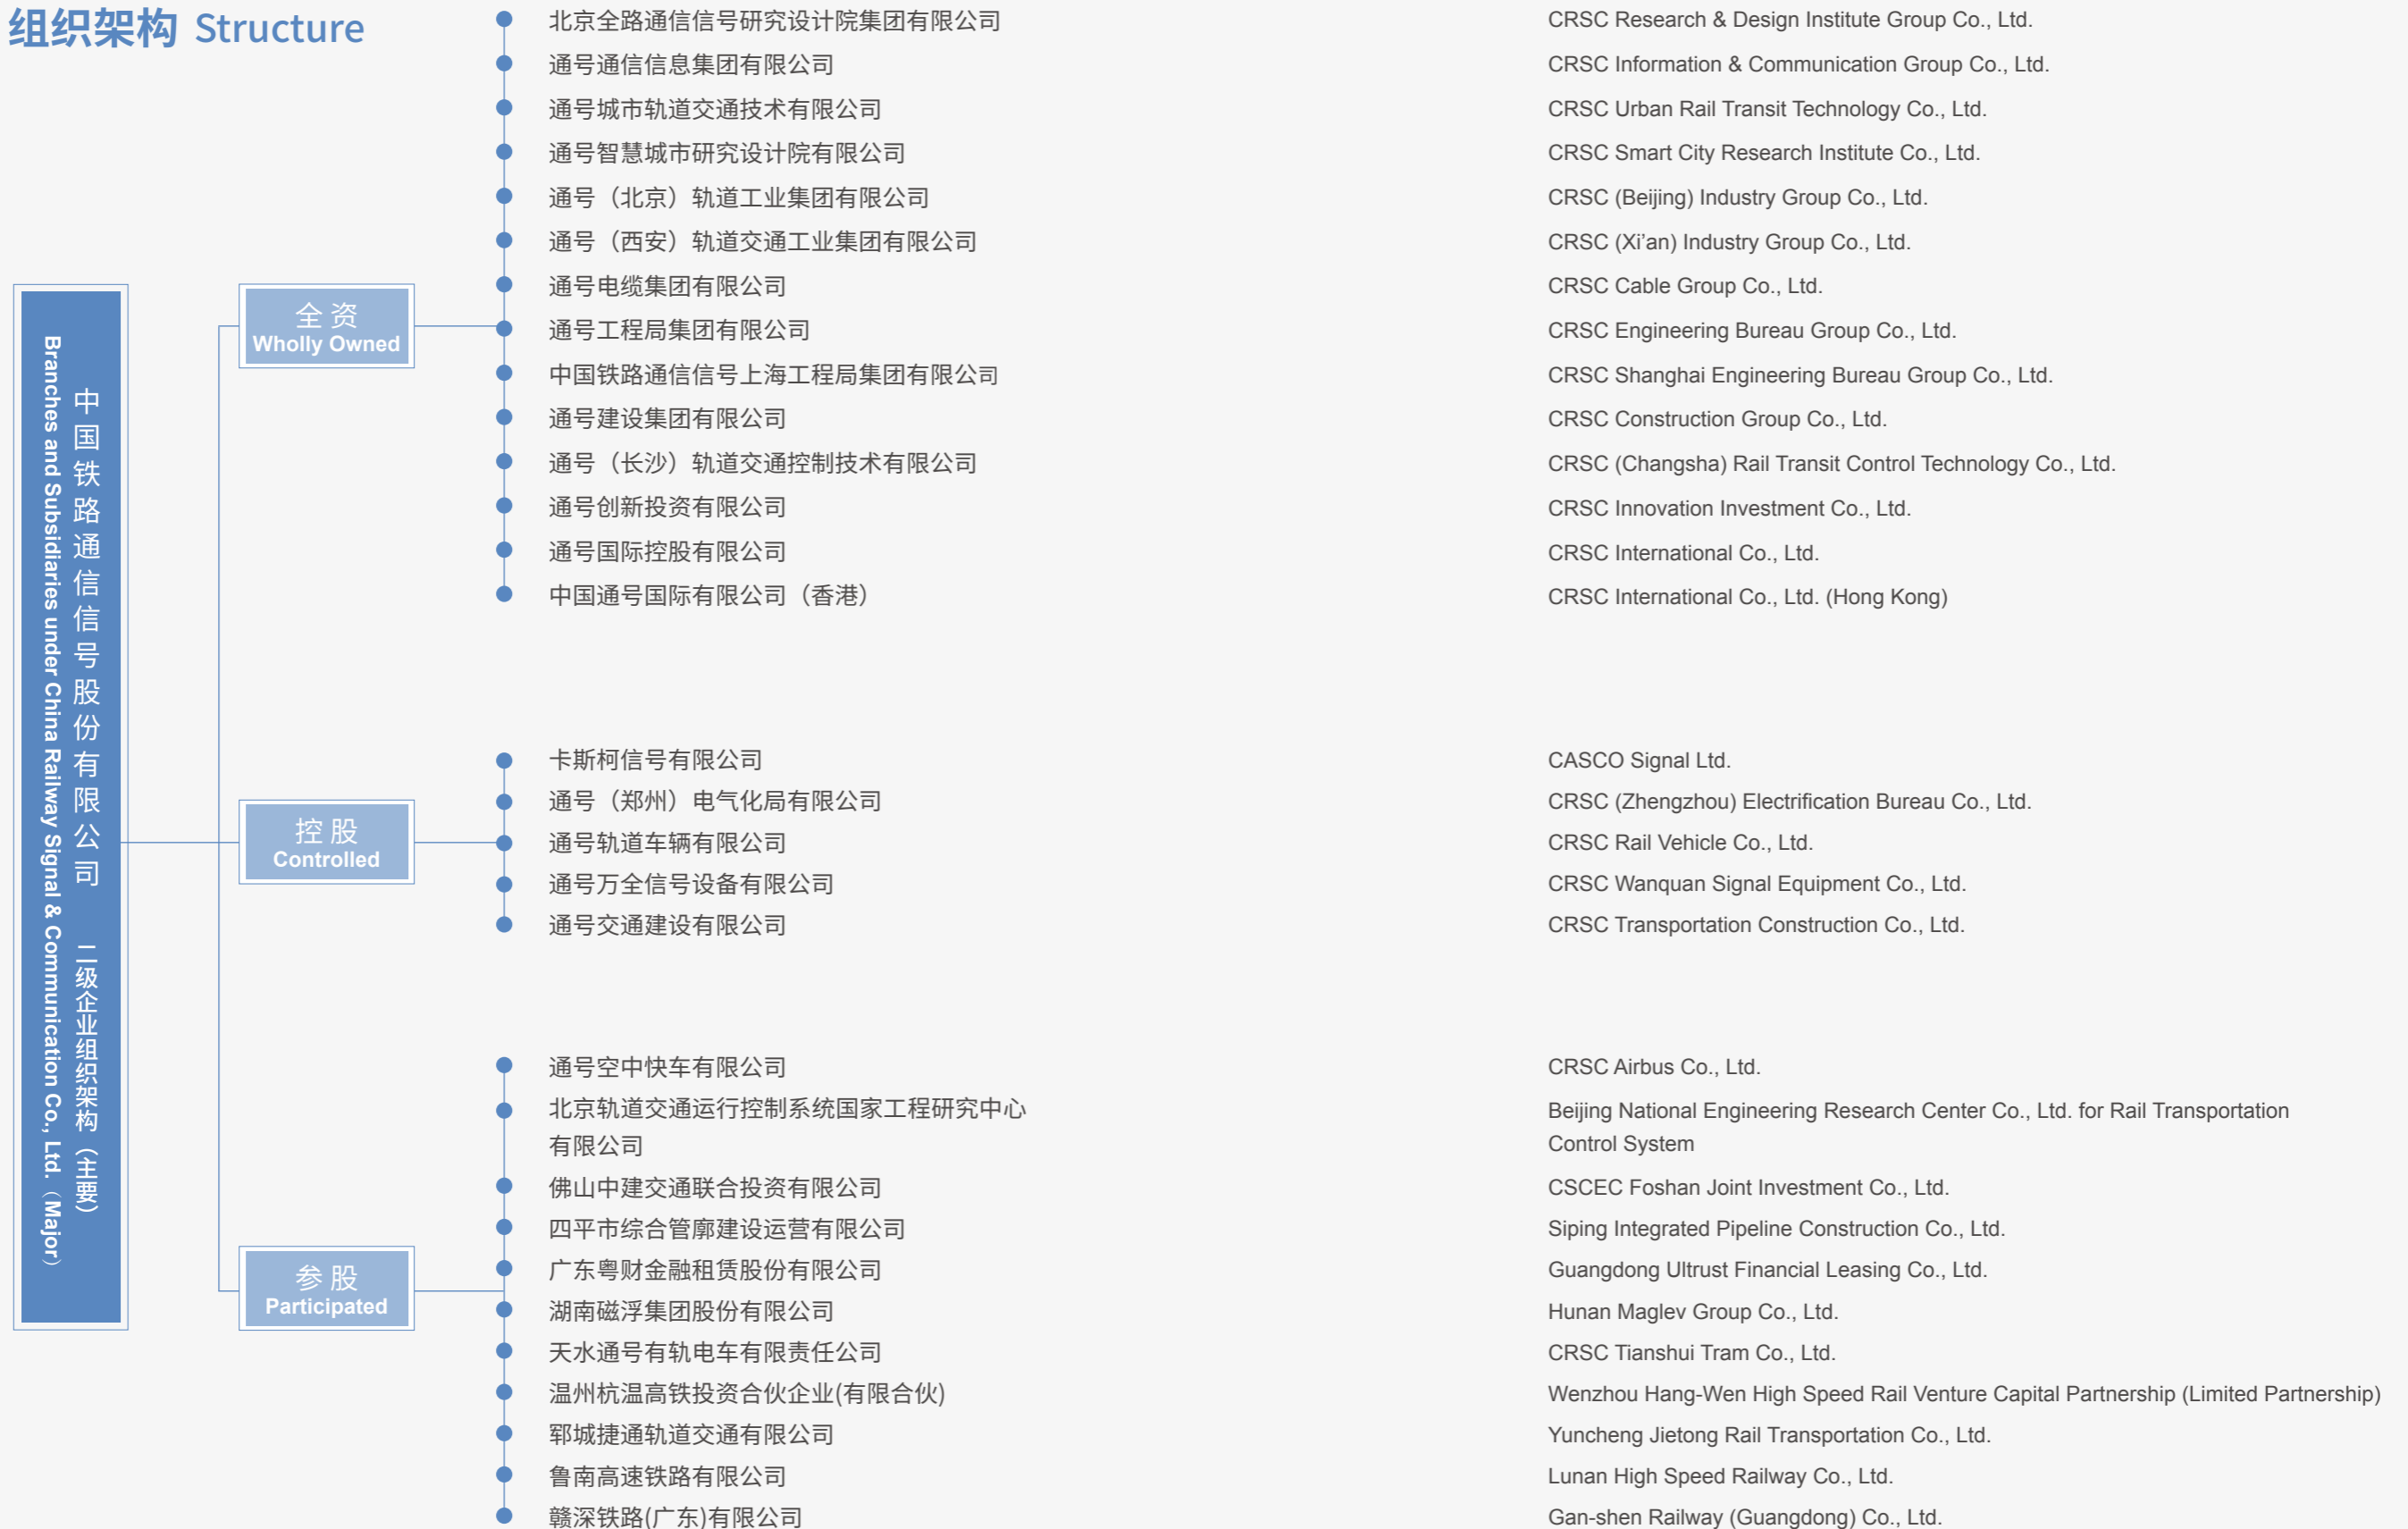 组织架构 Structure
中国铁路通信信号股份有限公司 二级企业组织架构（主要）
Branches and Subsidiaries under China Railway Signal & Communication Co., Ltd.（Major）
全资
Wholly Owned
北京全路通信信号研究设计院集团有限公司 CRSC Research & Design Institute Group Co., Ltd.
通号通信信息集团有限公司 CRSC Information & Communication Group Co., Ltd.
通号城市轨道交通技术有限公司 CRSC Urban Rail Transit Technology Co., Ltd.
通号智慧城市研究设计院有限公司 CRSC Smart City Research Institute Co., Ltd.
通号（北京）轨道工业集团有限公司 CRSC (Beijing) Industry Group Co., Ltd.
通号（西安）轨道交通工业集团有限公司 CRSC (Xi’an) Industry Group Co., Ltd.
通号电缆集团有限公司 CRSC Cable Group Co., Ltd.
通号工程局集团有限公司 CRSC Engineering Bureau Group Co., Ltd.
中国铁路通信信号上海工程局集团有限公司 CRSC Shanghai Engineering Bureau Group Co., Ltd.
通号建设集团有限公司 CRSC Construction Group Co., Ltd.
通号（长沙）轨道交通控制技术有限公司 CRSC (Changsha) Rail Transit Control Technology Co., Ltd.
通号创新投资有限公司 CRSC Innovation Investment Co., Ltd.
通号国际控股有限公司 CRSC International Co., Ltd.
中国通号国际有限公司（香港） CRSC International Co., Ltd. (Hong Kong)
控股
Controlled
卡斯柯信号有限公司 CASCO Signal Ltd.
通号（郑州）电气化局有限公司 CRSC (Zhengzhou) Electrification Bureau Co., Ltd.
通号轨道车辆有限公司 CRSC Rail Vehicle Co., Ltd.
通号万全信号设备有限公司 CRSC Wanquan Signal Equipment Co., Ltd.
通号交通建设有限公司 CRSC Transportation Construction Co., Ltd.
参股
Participated
通号空中快车有限公司 CRSC Airbus Co., Ltd.
北京轨道交通运行控制系统国家工程研究中心 Beijing National Engineering Research Center Co., Ltd. for Rail Transportation
有限公司 Control System
佛山中建交通联合投资有限公司 CSCEC Foshan Joint Investment Co., Ltd.
四平市综合管廓建设运营有限公司 Siping Integrated Pipeline Construction Co., Ltd.
广东粤财金融租赁股份有限公司 Guangdong Ultrust Financial Leasing Co., Ltd.
湖南磁浮集团股份有限公司 Hunan Maglev Group Co., Ltd.
天水通号有轨电车有限责任公司 CRSC Tianshui Tram Co., Ltd.
温州杭温高铁投资合伙企业(有限合伙) Wenzhou Hang-Wen High Speed Rail Venture Capital Partnership (Limited Partnership)
郓城捷通轨道交通有限公司 Yuncheng Jietong Rail Transportation Co., Ltd.
鲁南高速铁路有限公司 Lunan High Speed Railway Co., Ltd.
赣深铁路(广东)有限公司 Gan-shen Railway (Guangdong) Co., Ltd.